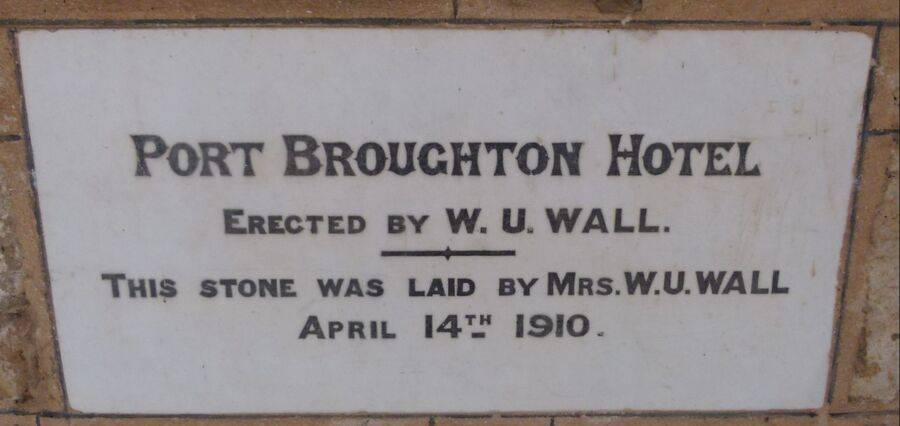 PORT BROUGHTON HOTEL
ERECTED BY W. U. WALL.
THIS STONE WAS LAID BY MRS. W. U. WALL
APRIL 14TH 1910.